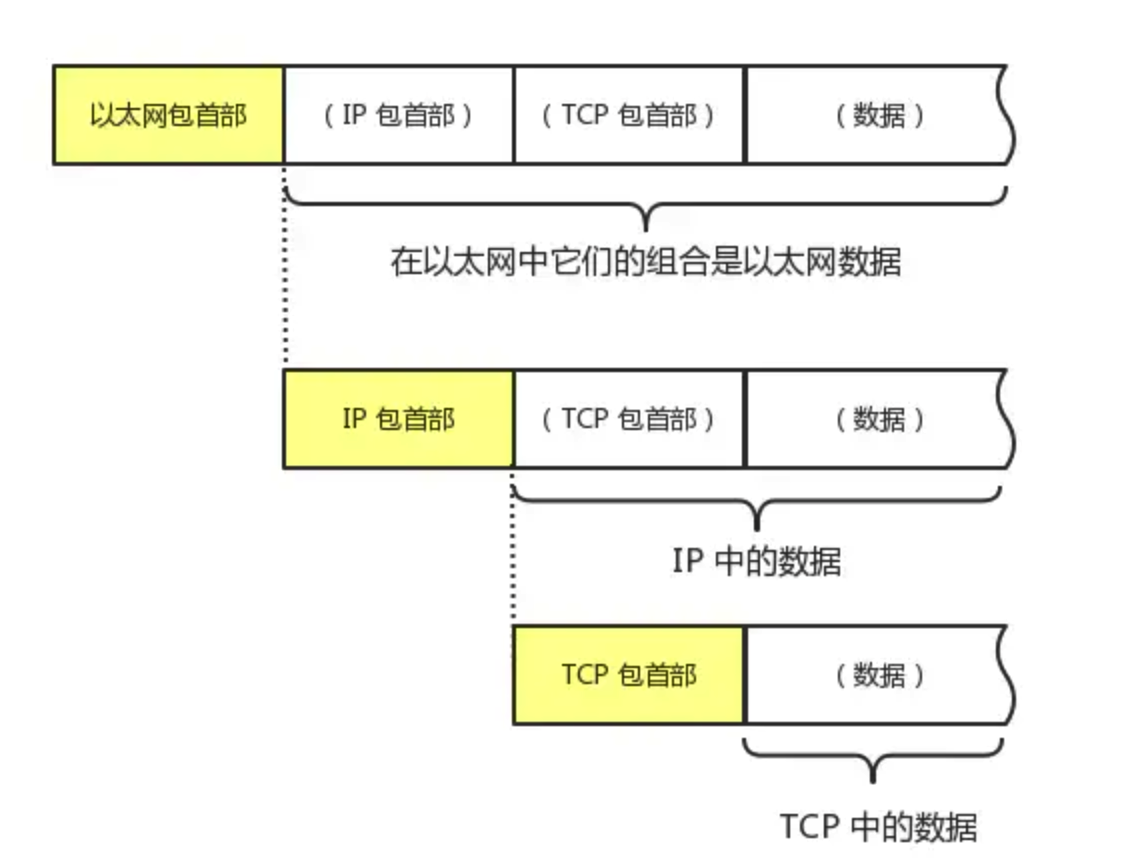 以太网包首部 （ IP 包首部 ） （ TCP 包首部 ） （ 数据 ）
在以太网中它们的组合是以太网数据
IP 包首部 （ TCP 包首部 ） （ 数据 ）
IP 中的数据
TCP 包首部 （ 数据 ）
TCP 中的数据